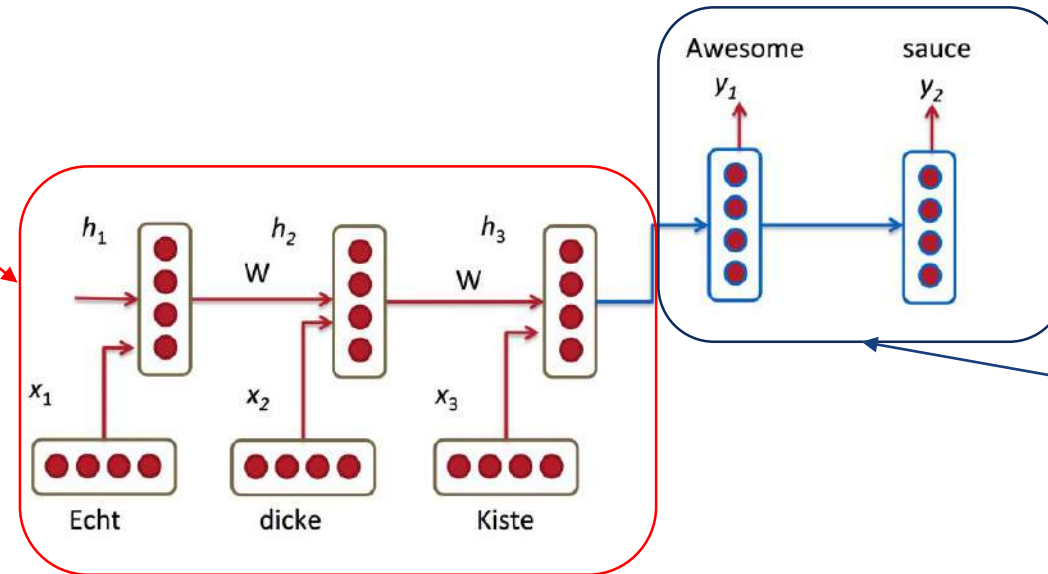 Awesome sauce
y1 y2
h1 h2 h3
W W
x1 x2 x3
Echt dicke Kiste